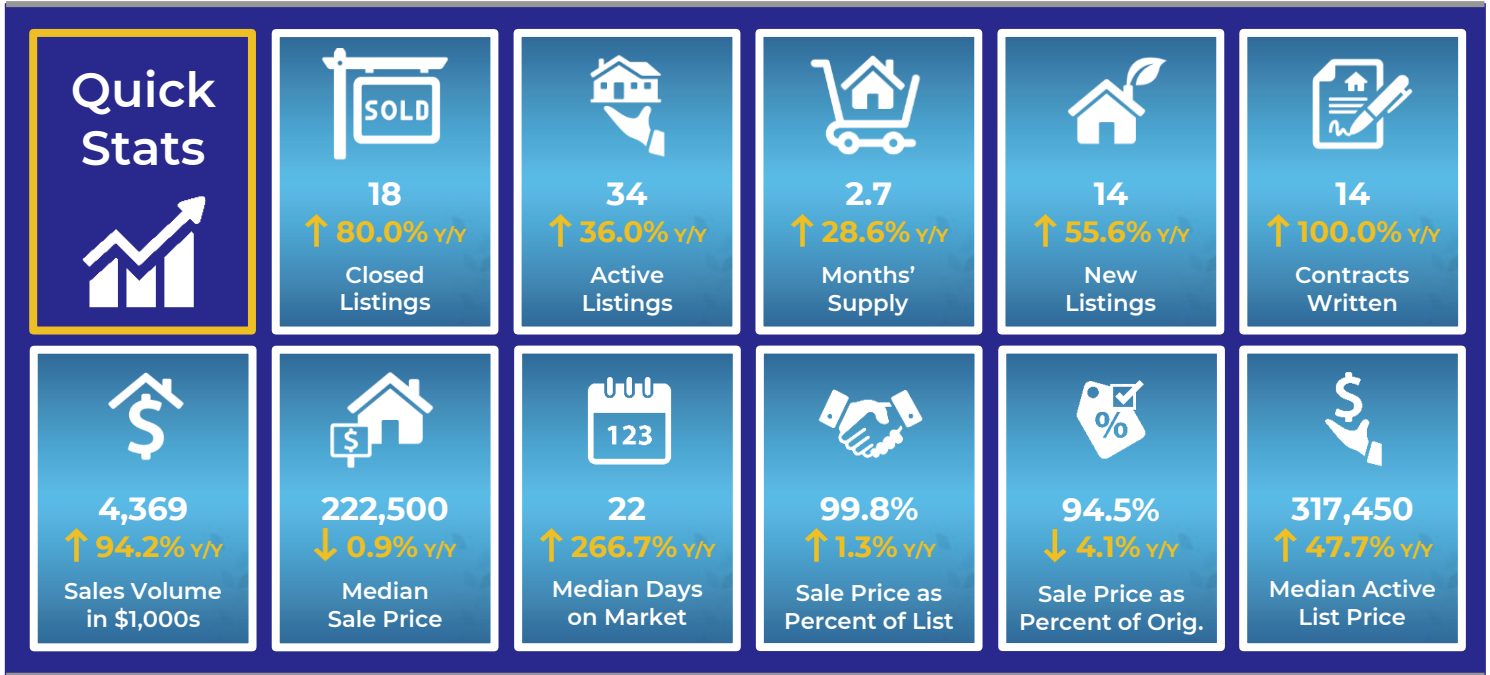 Quick
Stats
SOLD
18
↑ 80.0% Y/Y
Closed
Listings
34
↑ 36.0% Y/Y
Active
Listings
2.7
↑ 28.6% Y/Y
Months’
Supply
14
↑ 55.6% Y/Y
New
Listings
14
↑ 100.0% Y/Y
Contracts
Written
$
4,369
↑ 94.2% Y/Y
Sales Volume
in $1,000s
$
222,500
↓ 0.9% Y/Y
Median
Sale Price
123
22
↑ 266.7% Y/Y
Median Days
on Market
99.8%
↑ 1.3% Y/Y
Sale Price as
Percent of List
%
94.5%
↓ 4.1% Y/Y
Sale Price as
Percent of Orig.
$
317,450
↑ 47.7% Y/Y
Median Active
List Price